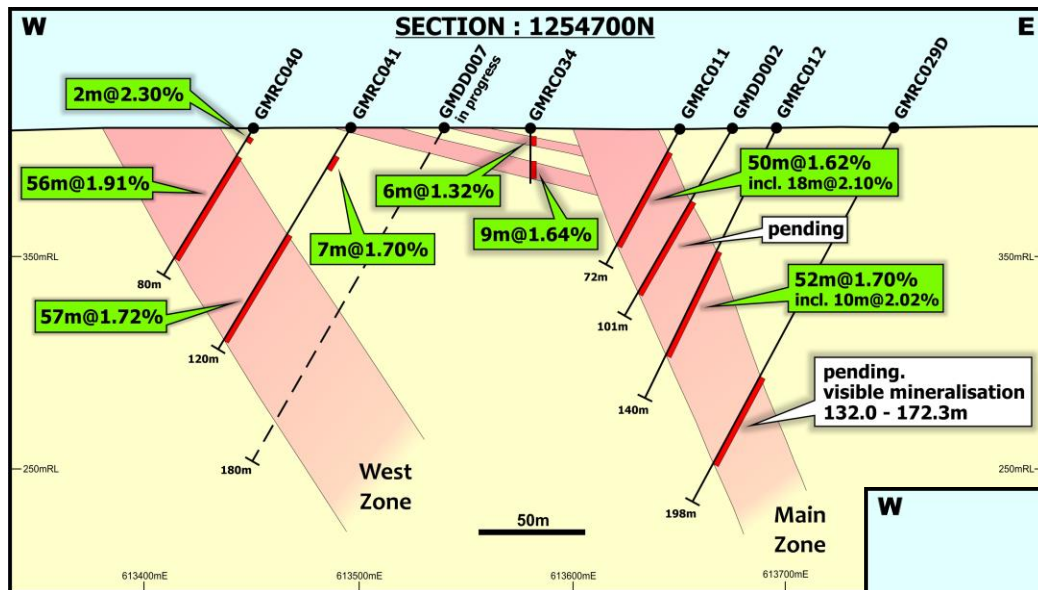 W
SECTION : 1254700N
E
GMRC040
GMRC041
GMDD007
in progress
GMRC034
GMRC011
GMDD002
GMRC012
GMRC029D
2m@2.30%
56m@1.91%
6m@1.32%
50m@1.62%
incl. 18m@2.10%
7m@1.70%
9m@1.64%
pending
350mRL
350mRL
80m
72m
52m@1.70%
incl. 10m@2.02%
57m@1.72%
101m
120m
140m
pending.
visible mineralisation
132.0 - 172.3m
250mRL
180m
West
Zone
250mRL
198m
50m
Main
Zone
W
613400mE
613500mE
613600mE
613700mE